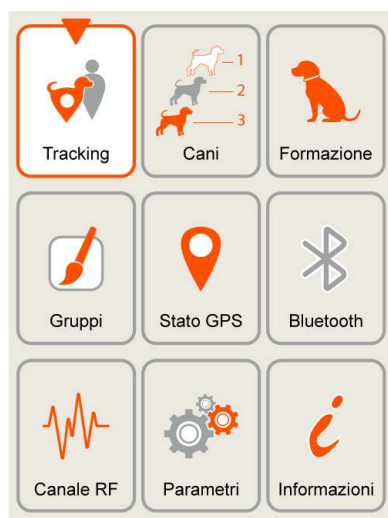 1
2
3
Tracking
Cani
Formazione
Gruppi
Stato GPS
Bluetooth
Canale RF
Parametri
Informazioni